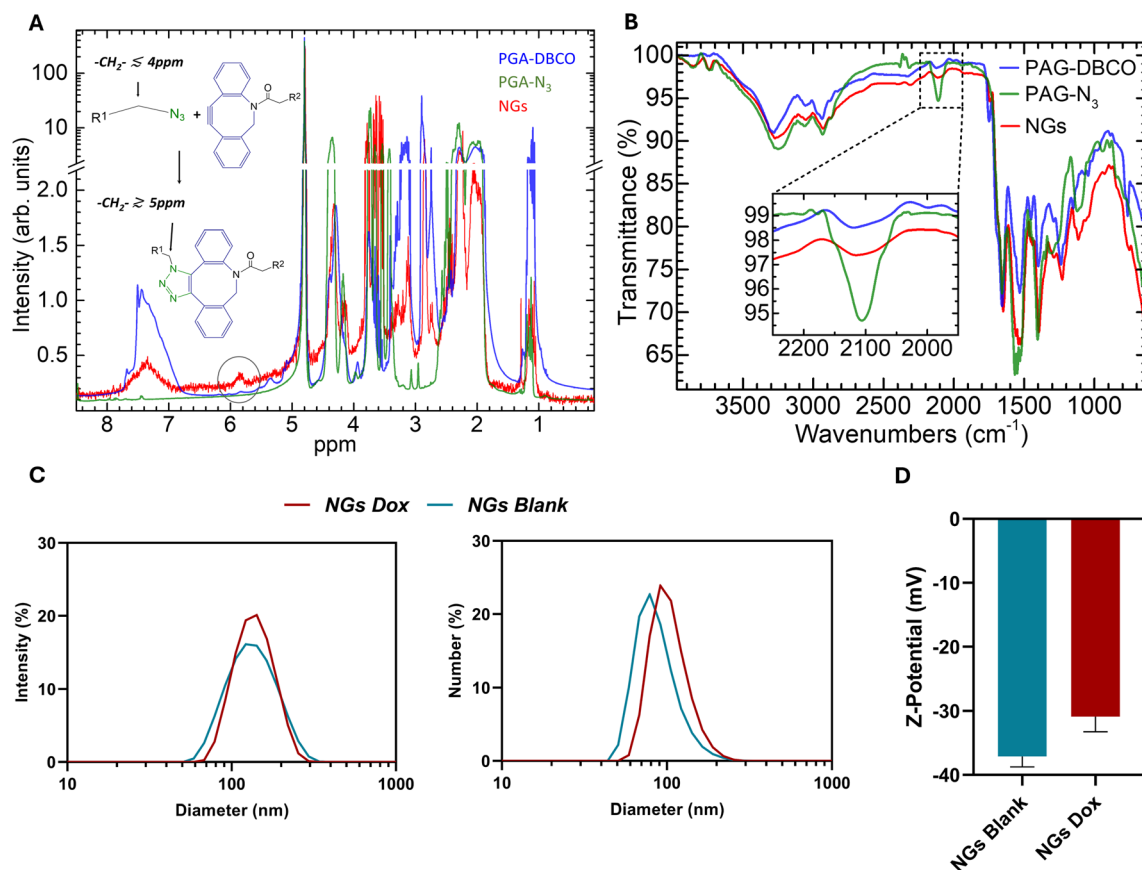 A
-CH2- ≲ 4ppm
R1
N3
+
N
O
R2
-CH2- ≳ 5ppm
R1
N
N
N
N
O
R2
PGA-DBCO
PGA-N3
NGs
Intensity (arb. units)
100
10
2.0
1.5
1.0
0.5
8 7 6 5 4 3 2 1
ppm
B
PAG-DBCO
PAG-N3
NGs
Transmittance (%)
100
95
90
85
80
75
70
65
99
98
97
96
95
2200 2100 2000
3500 3000 2500 2000 1500 1000
Wavenumbers (cm-1)
C
NGs Dox NGs Blank
Intensity (%)
30
20
10
0
10 100 1000
Diameter (nm)
Number (%)
30
20
10
0
10 100 1000
Diameter (nm)
D
Z-Potential (mV)
0
-10
-20
-30
-40
NGs Blank
NGs Dox